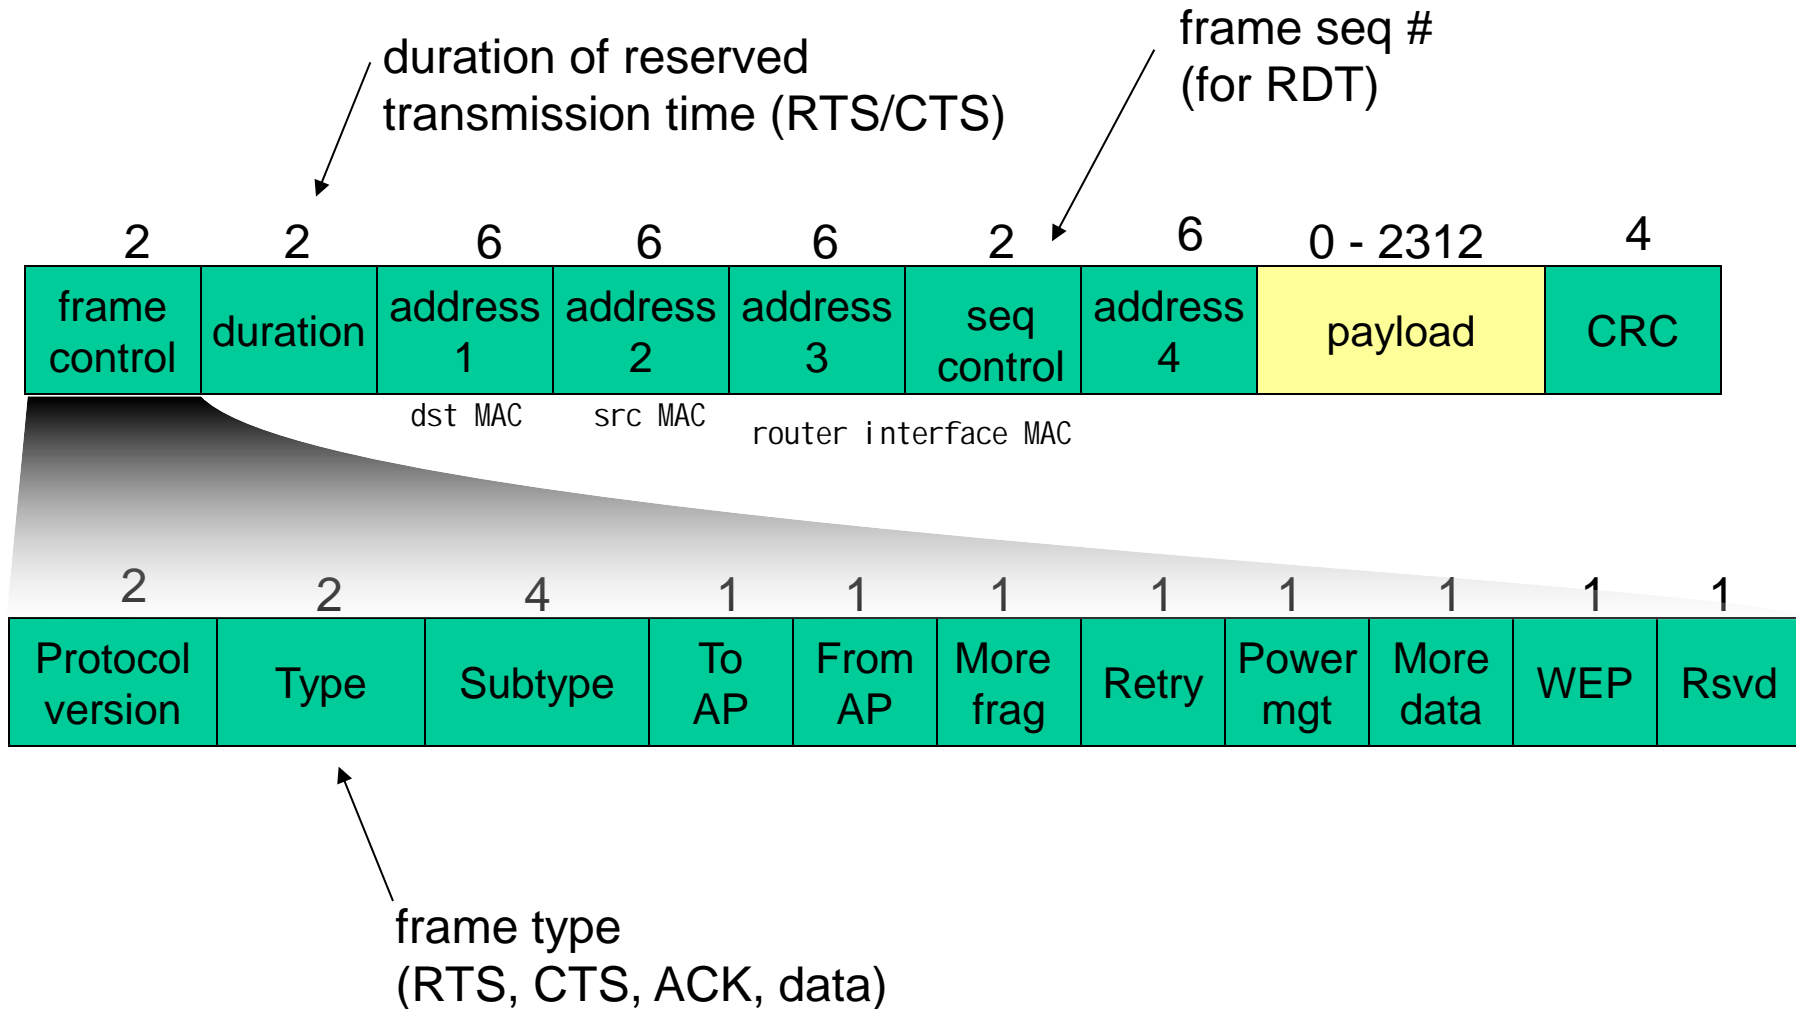 duration of reserved
transmission time (RTS/CTS)
frame seq #
(for RDT)
2 2 6 6 6 2 6 0 - 2312 4
frame control
duration
address 1
address 2
address 3
seq control
address 4
payload
CRC
dst MAC
src MAC
router interface MAC
2 2 4 1 1 1 1 1 1 1 1
Protocol version
Type
Subtype
To AP
From AP
More frag
Retry
Power mgt
More data
WEP
Rsvd
frame type
(RTS, CTS, ACK, data)